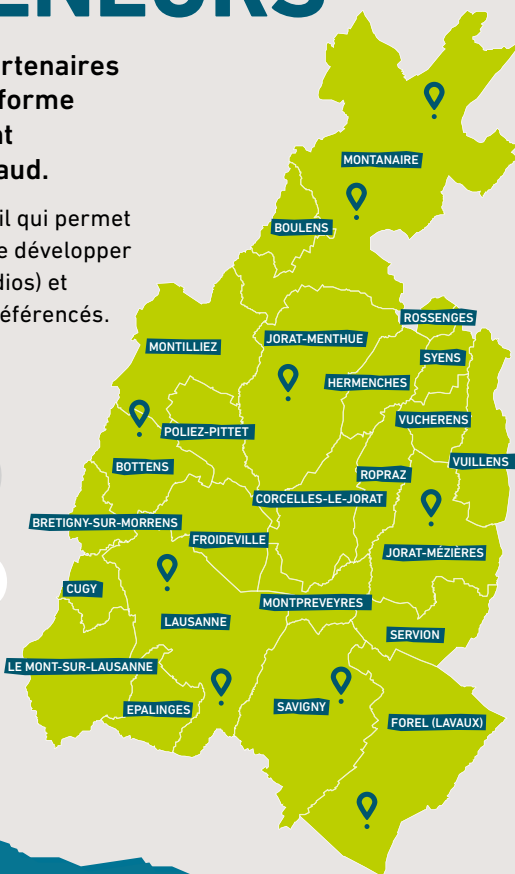 rtenaires
forme
nt
aud.
il qui permet
e développer
dios) et
éférencés.
MONTANAIRE
BOULENS
ROSSENGES
JORAT-MENTHUE
MONTILLIEZ
SYENS
HERMENCHES
VUCHERENS
POLIEZ-PITTET
VUILLENS
BOTTENS
ROPRAZ
CORCELLES-LE-JORAT
BRETIGNY-SUR-MORRENS
FROIDEVILLE
JORAT-MÉZIÈRES
CUGY
MONTPREVEYRES
LAUSANNE
SERVION
LE MONT-SUR-LAUSANNE
EPALINGES
SAVIGNY
FOREL (LAVAUX)